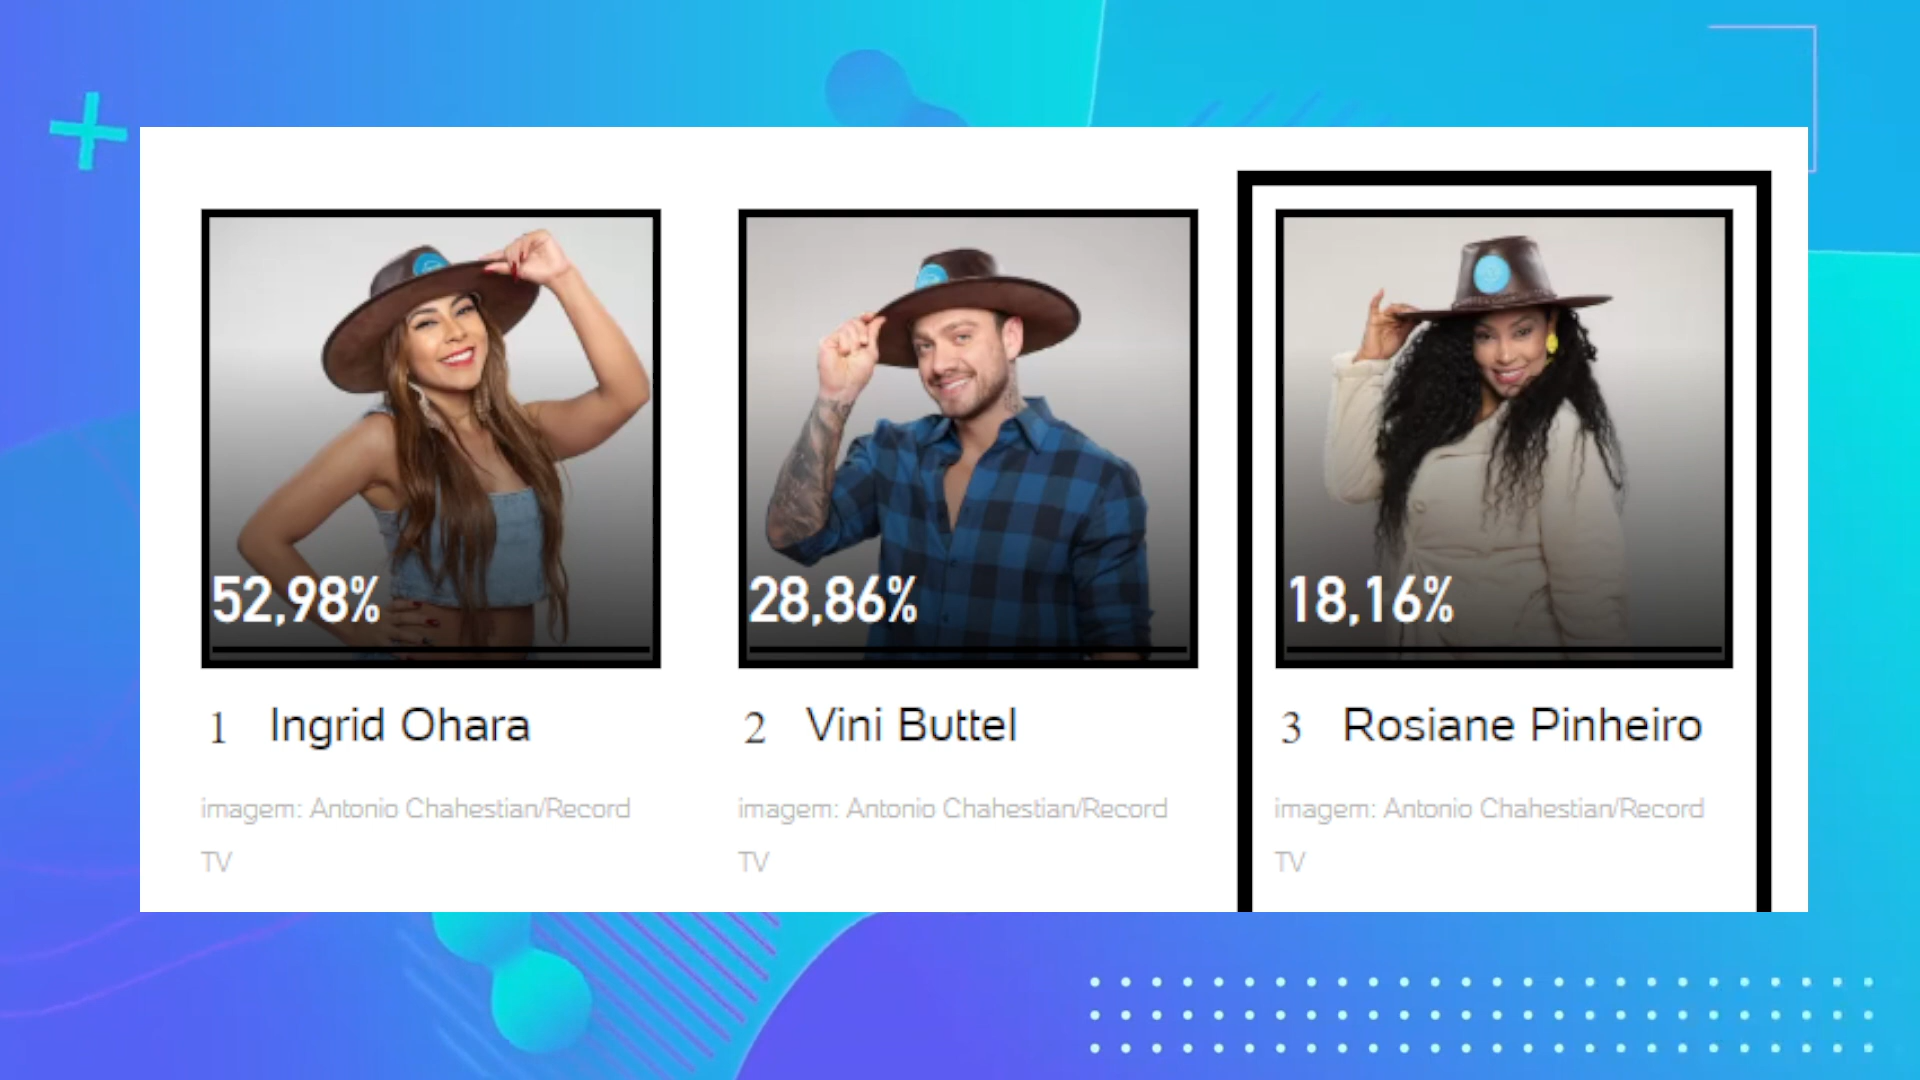 52,98%
28,86%
18,16%
1 Ingrid Ohara
2 Vini Buttel
3 Rosiane Pinheiro
imagem: Antonio Chahestian/Record
TV
imagem: Antonio Chahestian/Record
TV
imagem: Antonio Chahestian/Record
TV